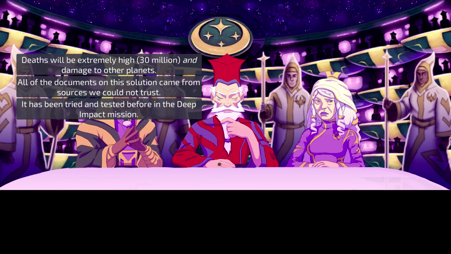 Deaths will be extremely high (30 million) and
damage to other planets.
All of the documents on this solution came from
sources we could not trust.
It has been tried and tested before in the Deep
Impact mission.